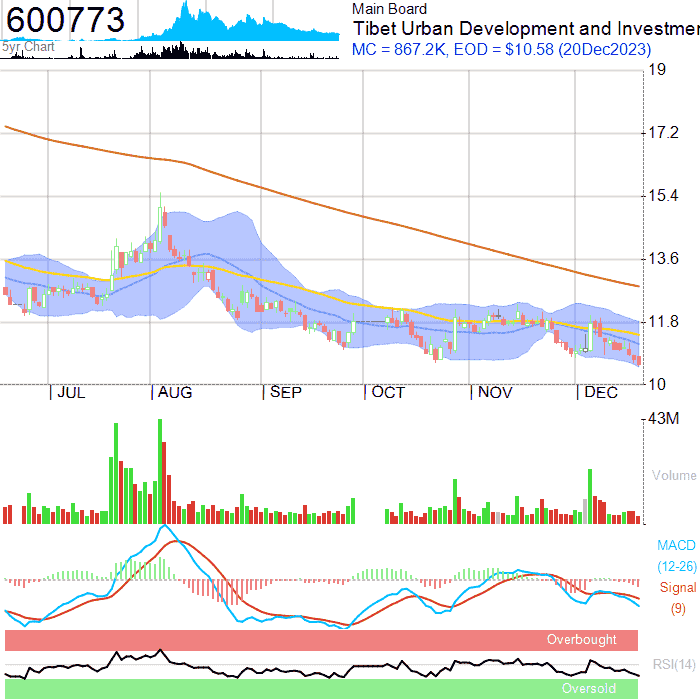 600773
5yr Chart
Main Board
Tibet Urban Development and Investmen
MC = 867.2K, EOD = $10.58 (20Dec2023)
19
17.2
15.4
13.6
11.8
10
JUL AUG SEP OCT NOV DEC
43M
Volume
MACD
(12-26)
Signal
(9)
Overbought
RSI(14)
Oversold